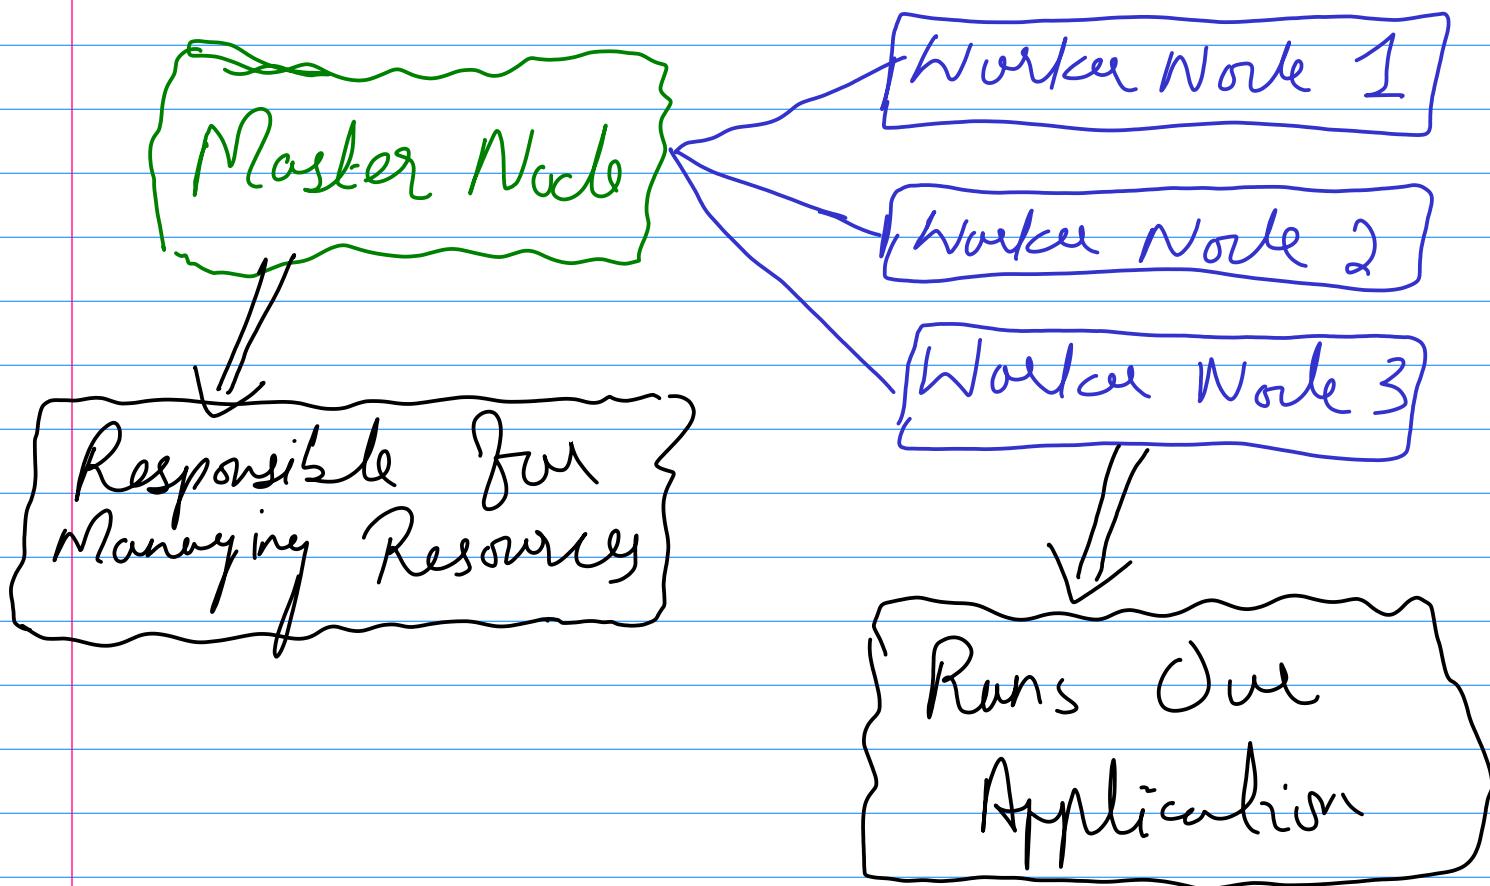 Master Node
Worker Node 1
Worker Node 2
Worker Node 3
Responsible for
Managing Resources
Runs Our
Application